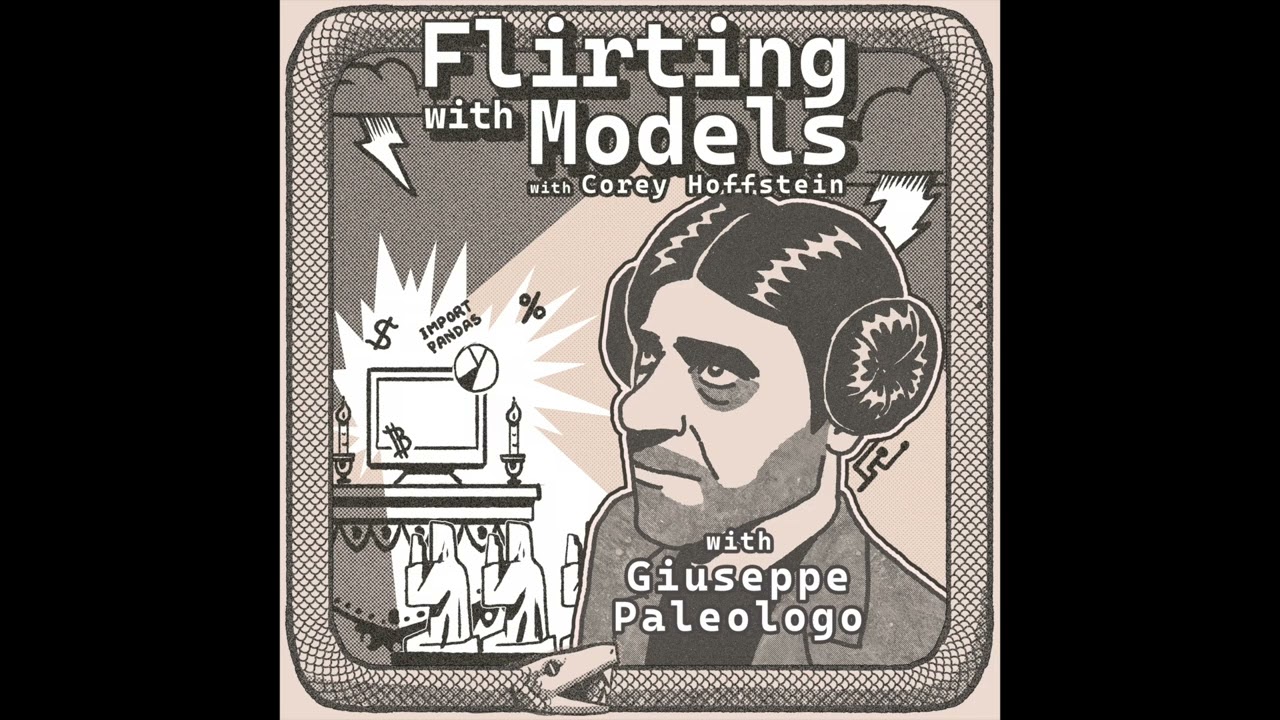 Flirting
with Models
with Corey Hoffstein
$
IMPORT
PANDAS
%
₿
with
Giuseppe
Paleologo